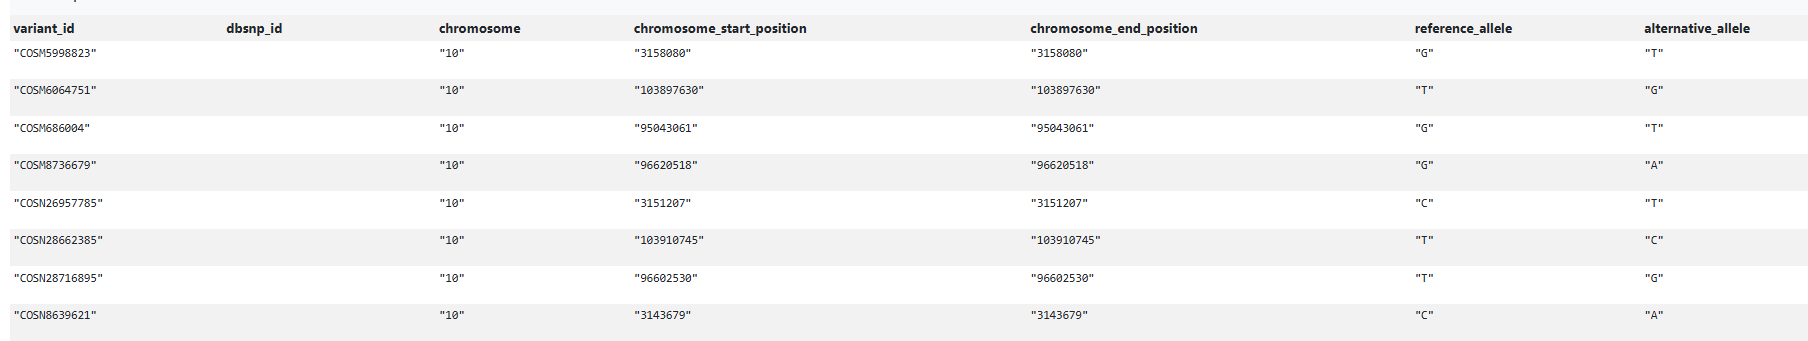 variant_id dbsnp_id chromosome chromosome_start_position chromosome_end_position reference_allele alternative_allele
"COSM5998823" "10" "3158080" "3158080" "G" "T"
"COSM6064751" "10" "103897630" "103897630" "T" "G"
"COSM686004" "10" "95043061" "95043061" "G" "T"
"COSM8736679" "10" "96620518" "96620518" "G" "A"
"COSN26957785" "10" "3151207" "3151207" "C" "T"
"COSN28662385" "10" "103910745" "103910745" "T" "C"
"COSN28716895" "10" "96602530" "96602530" "T" "G"
"COSN8639621" "10" "3143679" "3143679" "C" "A"